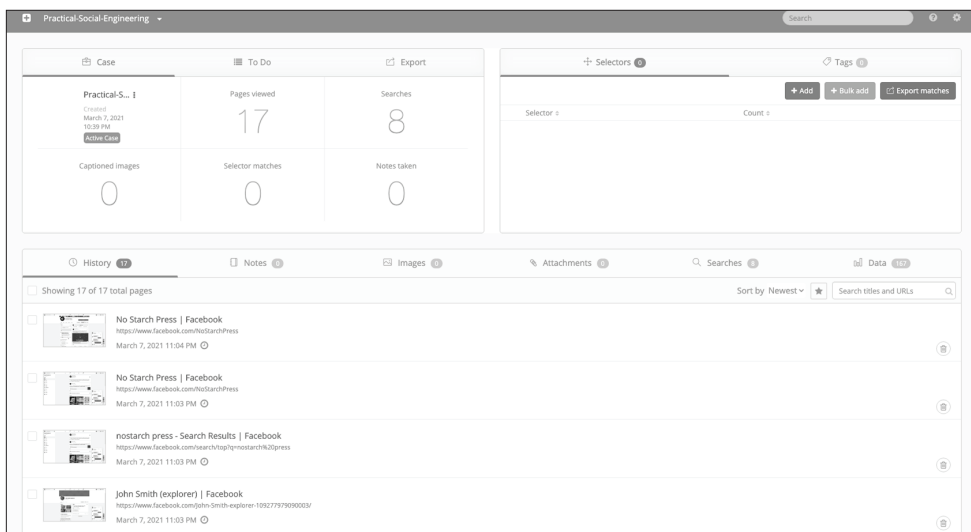 Practical-Social-Engineering
Search
Case
To Do
Export
Practical-S...
Created
March 7, 2021
10:39 PM
Active Case
Pages viewed
17
Searches
8
Captioned images
0
Selector matches
0
Notes taken
0
Selectors 0
Tags 0
+ Add
+ Bulk add
Export matches
Selector
Count
History 17
Notes 0
Images 0
Attachments 0
Searches 8
Data 167
Showing 17 of 17 total pages
Sort by Newest
Search titles and URLs
No Starch Press | Facebook
https://www.facebook.com/NoStarchPress
March 7, 2021 11:04 PM
No Starch Press | Facebook
https://www.facebook.com/NoStarchPress
March 7, 2021 11:03 PM
nostarch press - Search Results | Facebook
https://www.facebook.com/search/top?q=nostarch%20press
March 7, 2021 11:03 PM
John Smith (explorer) | Facebook
https://www.facebook.com/John-Smith-explorer-109277979090003/
March 7, 2021 11:03 PM